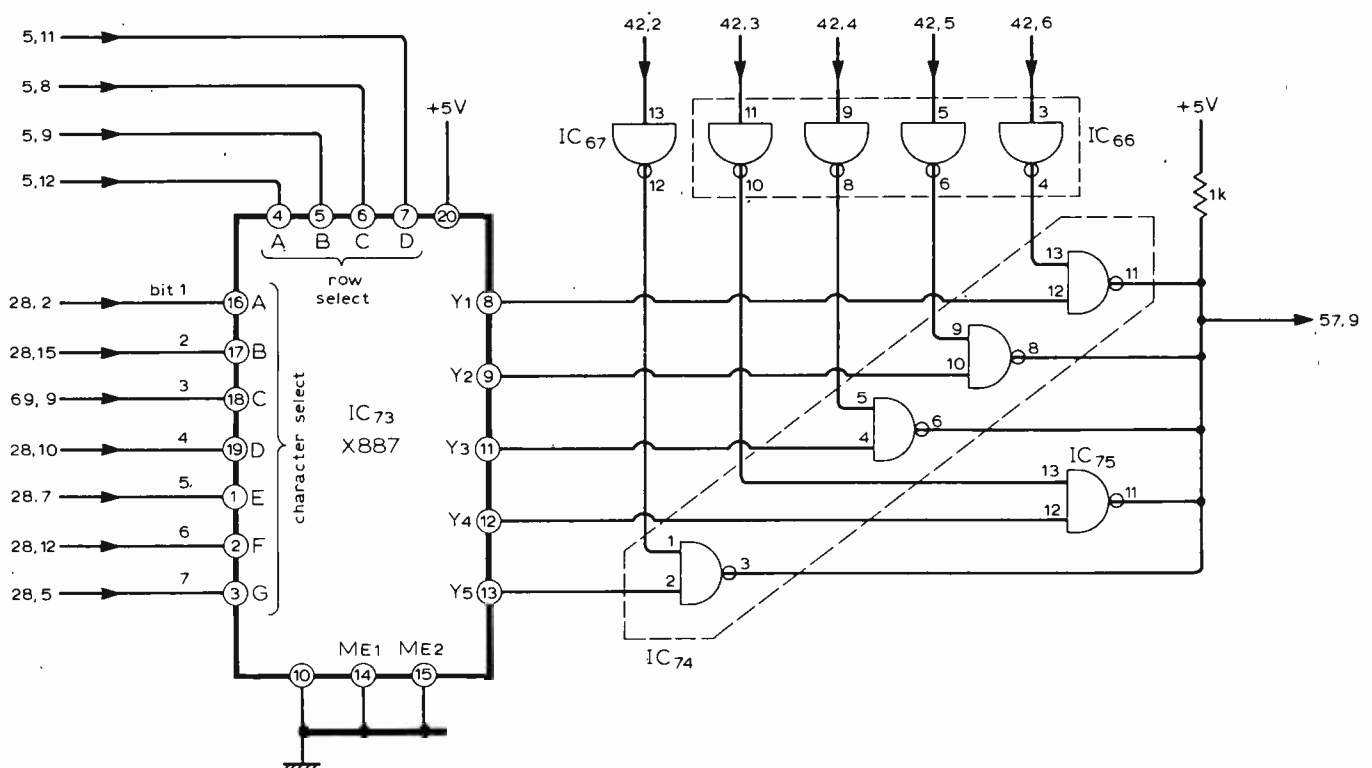 5,11
5,8
5,9
5,12
+5V
4 5 6 7 20
A B C D
row
select
28,2 bit 1 16 A
28,15 2 17 B
69,9 3 18 C
28,10 4 19 D
28.7 5. 1 E
28,12 6 2 F
28,5 7 3 G
character select
IC73
X887
Y1 8
Y2 9
Y3 11
Y4 12
Y5 13
ME1 ME2
10 14 15
42,2 42,3 42,4 42,5 42,6
13 11 9 5 3
IC67
IC66
12 10 8 6 4
+5V
1k
13
12
11
57,9
9
10
8
5
4
6
IC75
13
12
11
1
2
3
IC74